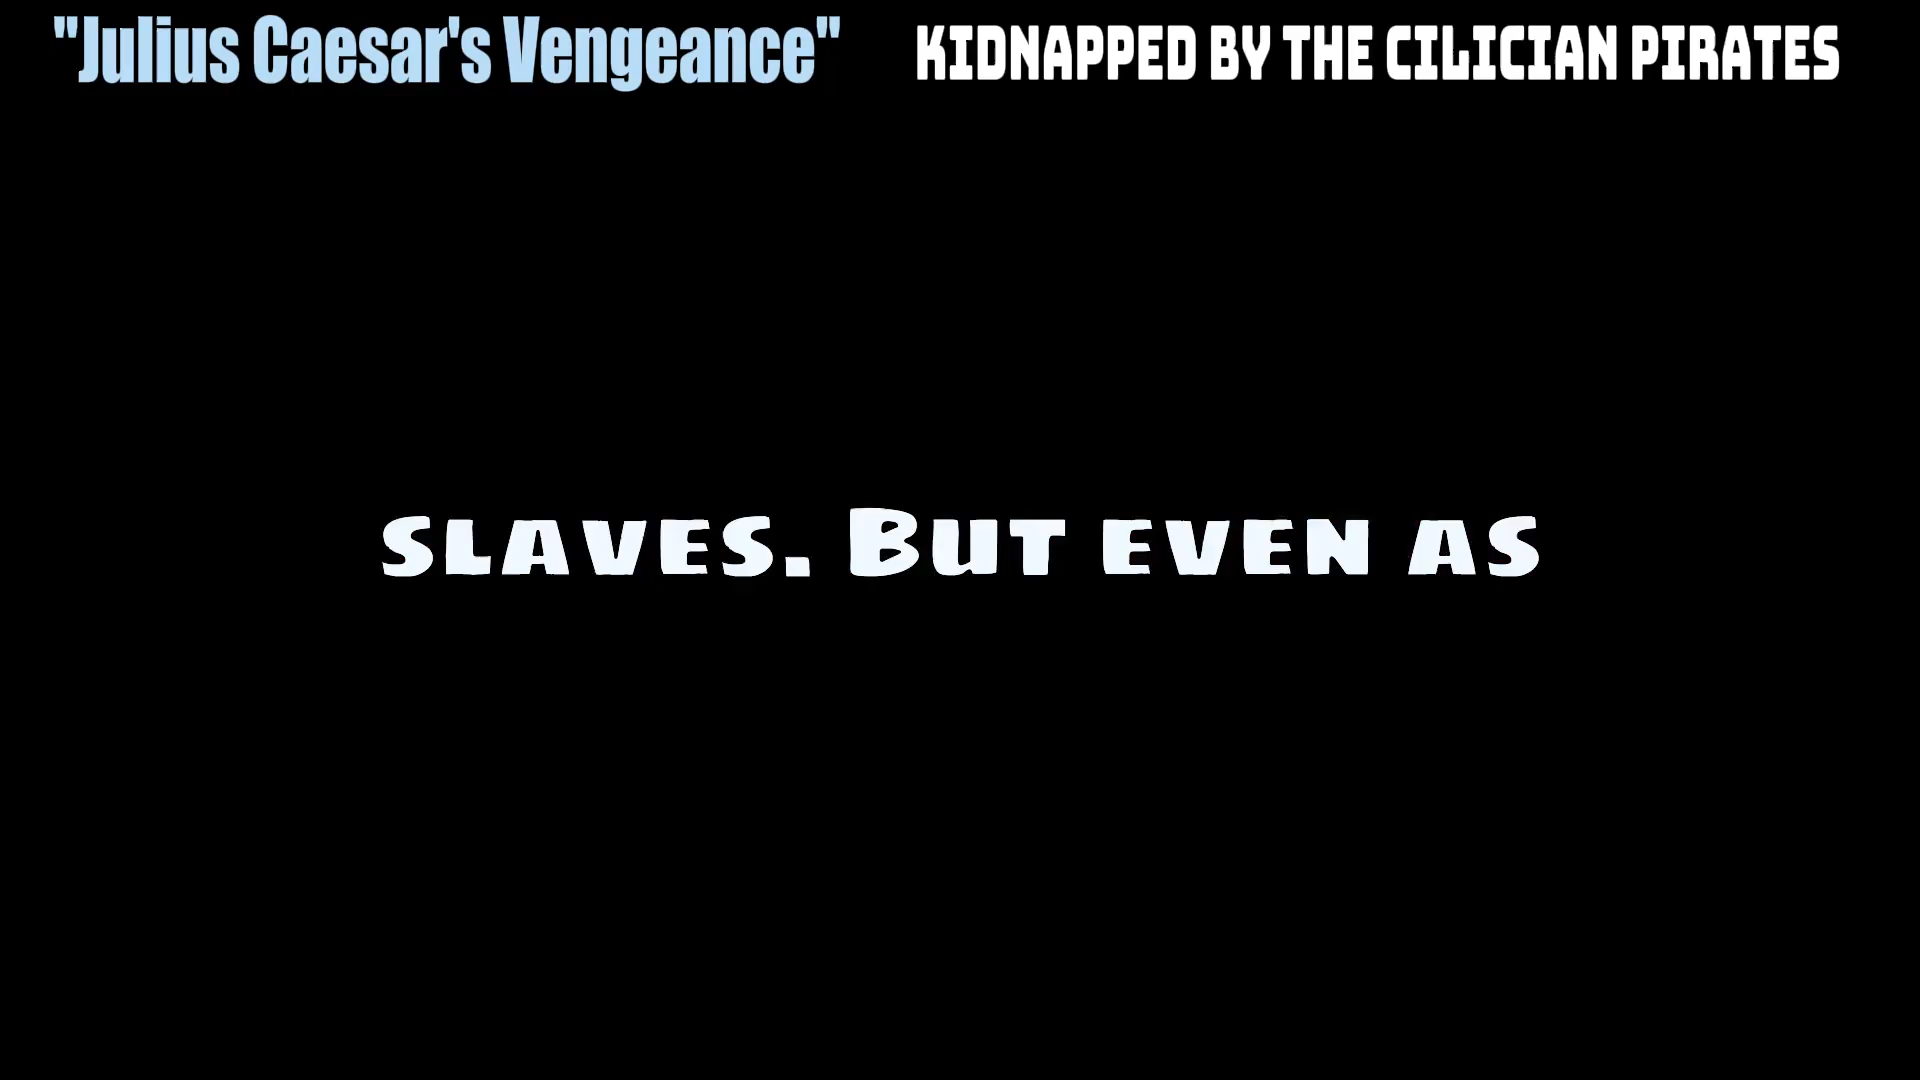 "Julius Caesar's Vengeance" KIDNAPPED BY THE CILICIAN PIRATES
slaves. But even as